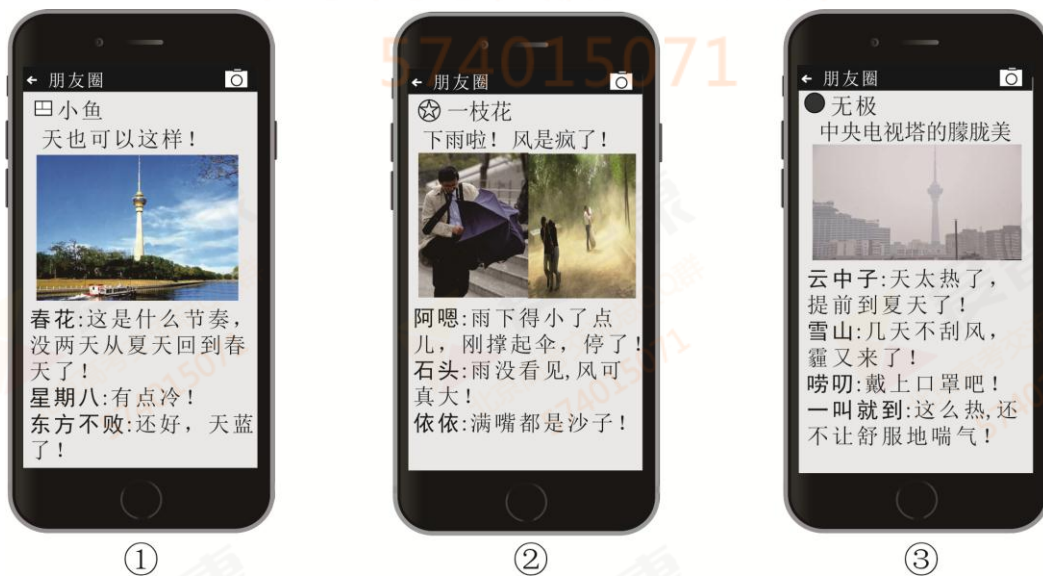 574015071
← 朋友圈
小鱼
天也可以这样！
春花:这是什么节奏，
没两天从夏天回到春
天了！
星期八:有点冷！
东方不败:还好，天蓝
了！
①
← 朋友圈
一枝花
下雨啦！风是疯了！
阿嗯:雨下得小了点
儿，刚撑起伞，停了！
石头:雨没看见,风可
真大！
依依:满嘴都是沙子！
②
← 朋友圈
无极
中央电视塔的朦胧美
云中子:天太热了，
提前到夏天了！
雪山:几天不刮风，
霾又来了！
唠叨:戴上口罩吧！
一叫就到:这么热,还
不让舒服地喘气！
③